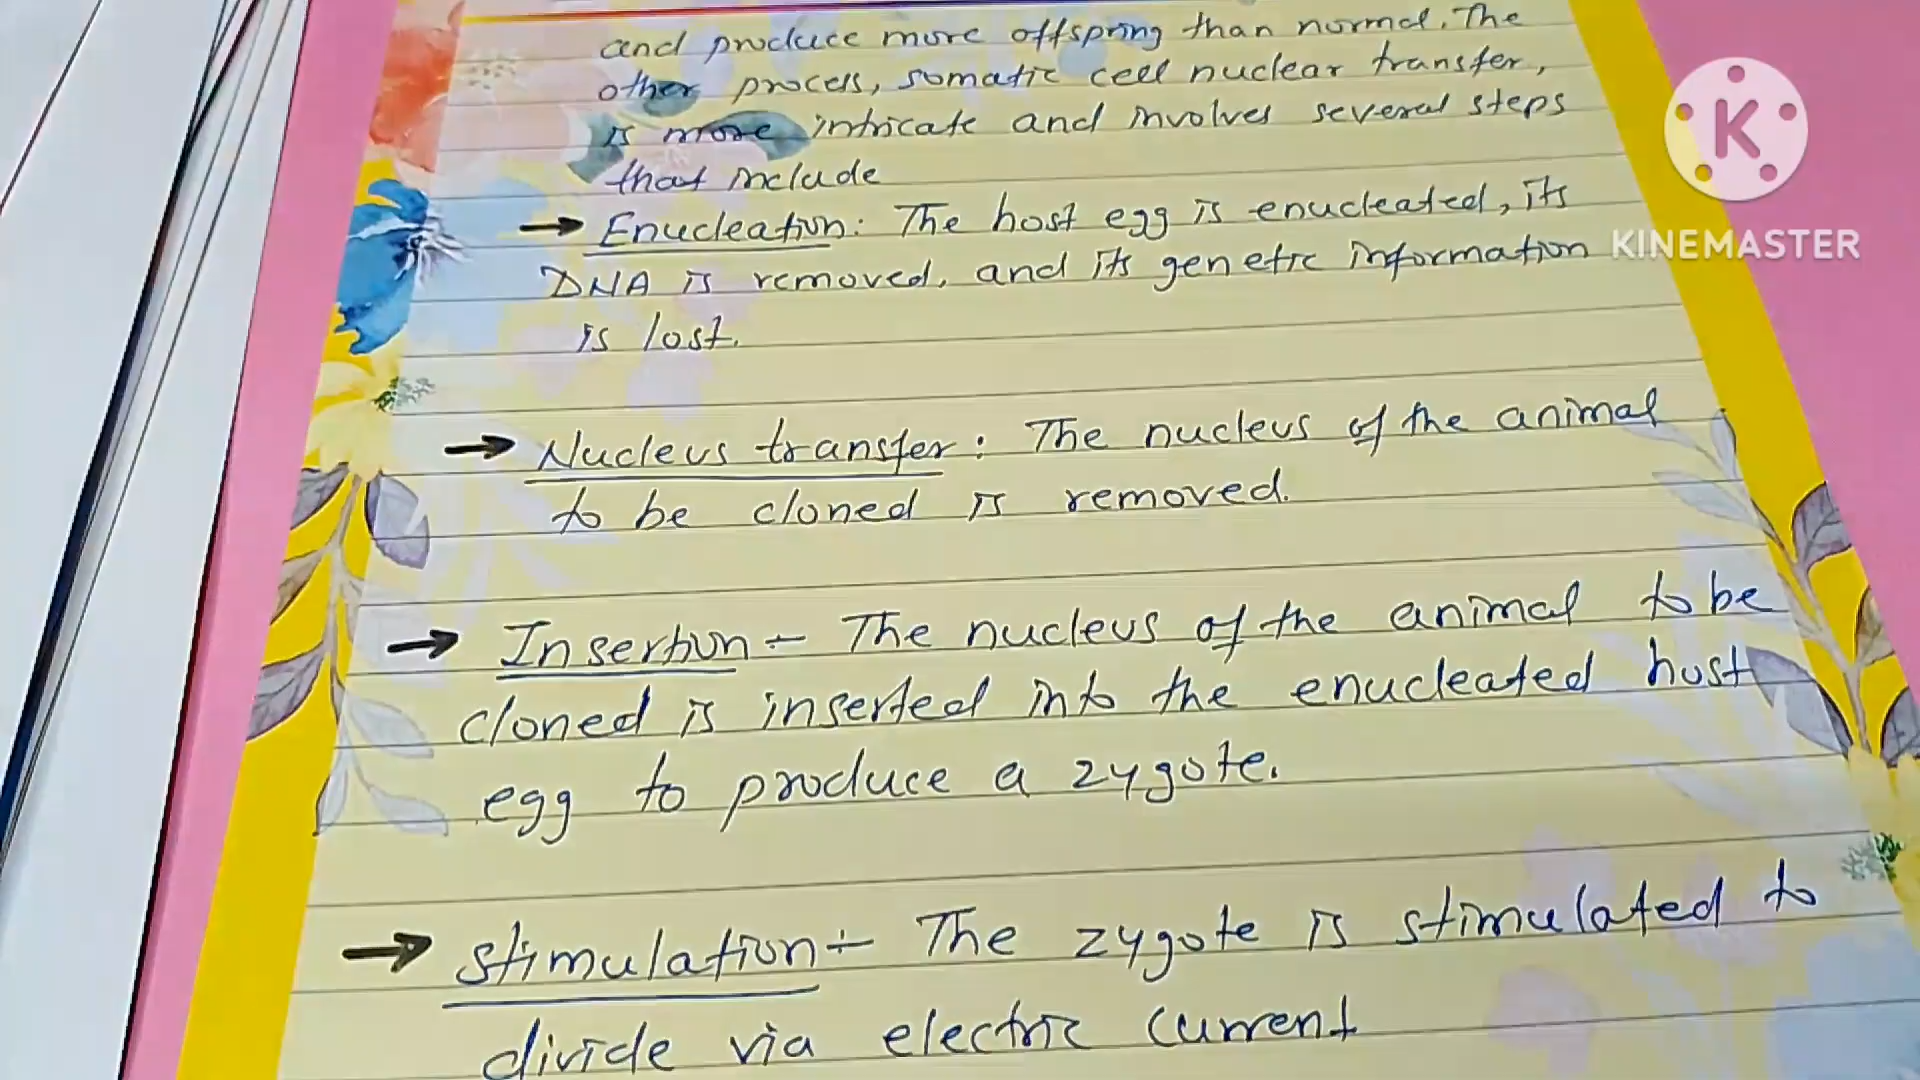 and produce more offspring than normal. The
other process, somatic cell nuclear transfer,
is more intricate and involves several steps
that include
→ Enucleation: The host egg is enucleated, its
DNA is removed, and its genetic information
is lost.
→ Nucleus transfer: The nucleus of the animal
to be cloned is removed.
→ Insertion ÷ The nucleus of the animal to be
cloned is inserted into the enucleated host
egg to produce a zygote.
→ Stimulation ÷ The zygote is stimulated to
divide via electric current
K
KINEMASTER